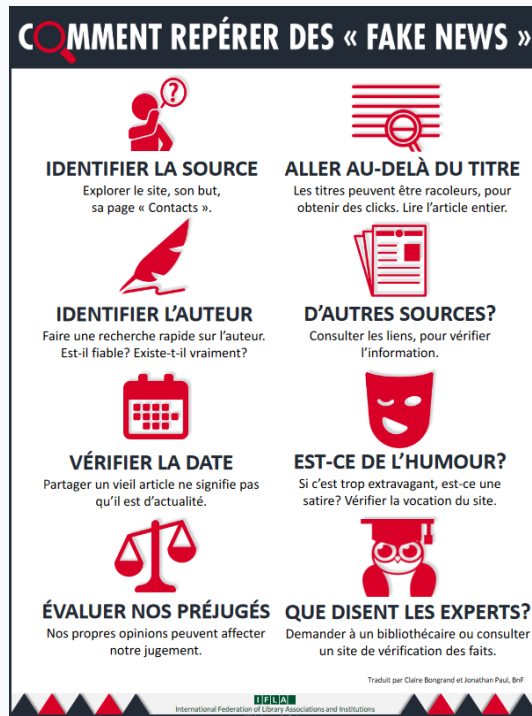 COMMENT REPÉRER DES « FAKE NEWS »
?
IDENTIFIER LA SOURCE
Explorer le site, son but,
sa page « Contacts ».
ALLER AU-DELÀ DU TITRE
Les titres peuvent être racoleurs, pour
obtenir des clicks. Lire l’article entier.
IDENTIFIER L’AUTEUR
Faire une recherche rapide sur l’auteur.
Est-il fiable? Existe-t-il vraiment?
D’AUTRES SOURCES?
Consulter les liens, pour vérifier
l’information.
VÉRIFIER LA DATE
Partager un vieil article ne signifie pas
qu’il est d’actualité.
EST-CE DE L’HUMOUR?
Si c’est trop extravagant, est-ce une
satire? Vérifier la vocation du site.
ÉVALUER NOS PRÉJUGÉS
Nos propres opinions peuvent affecter
notre jugement.
QUE DISENT LES EXPERTS?
Demander à un bibliothécaire ou consulter
un site de vérification des faits.
Traduit par Claire Bongrand et Jonathan Paul, BnF
IFLA
International Federation of Library Associations and Institutions